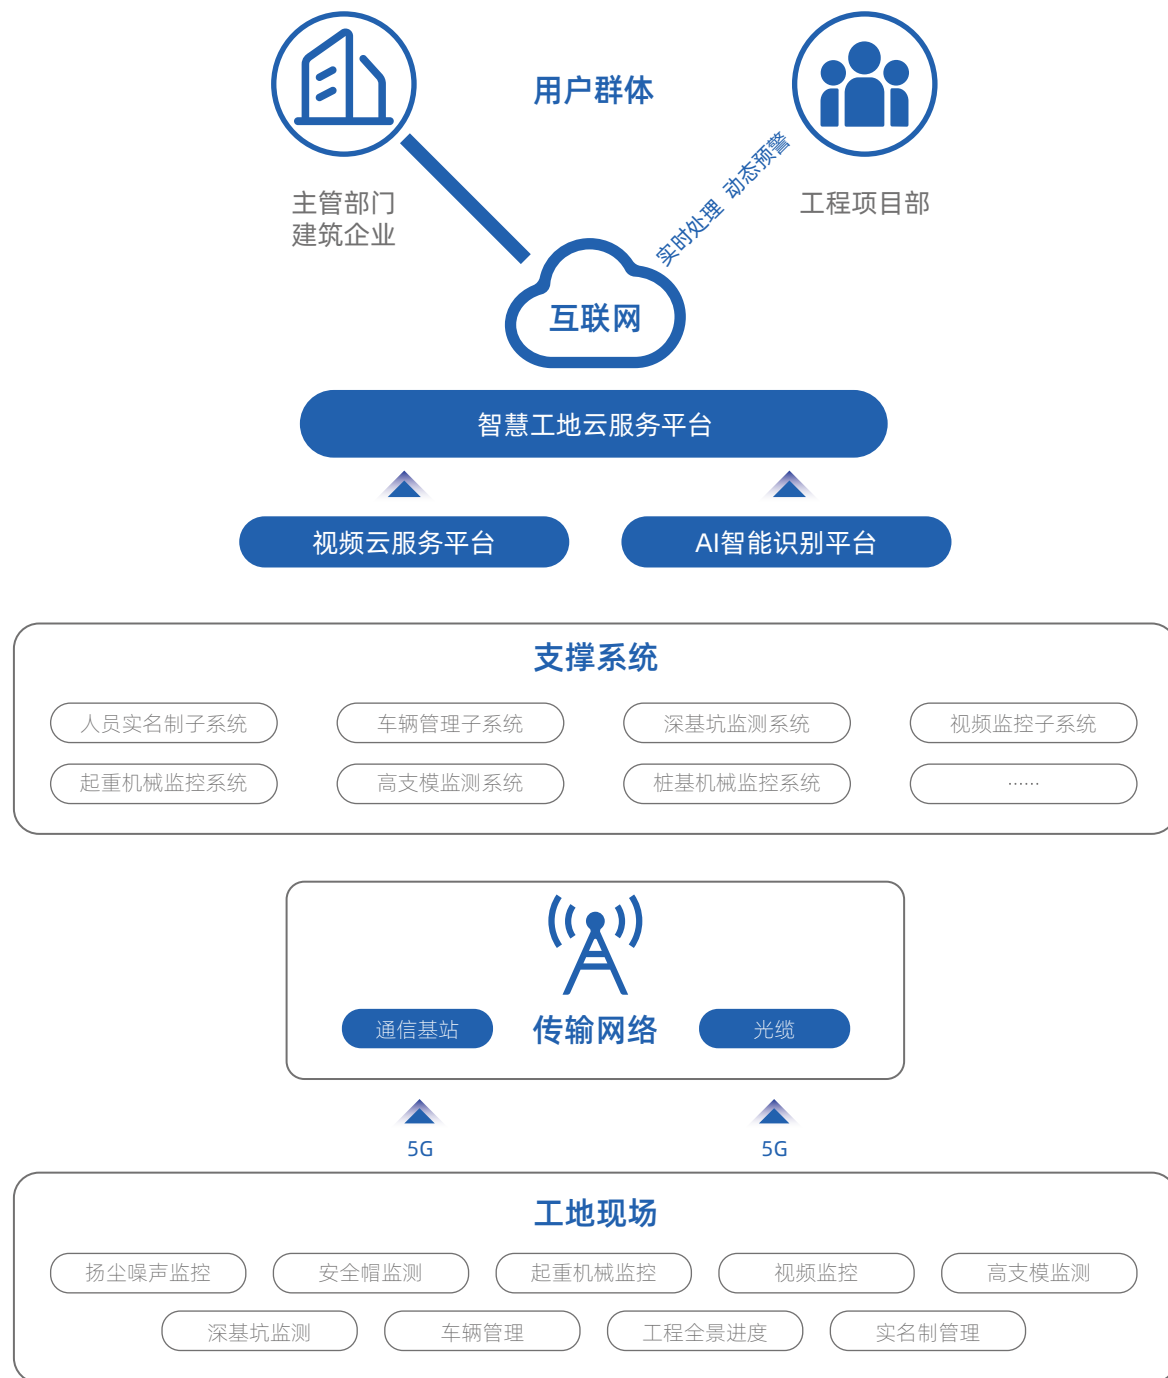 用户群体
主管部门
建筑企业
实时处理 动态预警
工程项目部
互联网
智慧工地云服务平台
视频云服务平台
AI智能识别平台
支撑系统
人员实名制子系统
车辆管理子系统
深基坑监测系统
视频监控子系统
起重机械监控系统
高支模监测系统
桩基机械监控系统
······
通信基站
传输网络
光缆
5G
5G
工地现场
扬尘噪声监控
安全帽监测
起重机械监控
视频监控
高支模监测
深基坑监测
车辆管理
工程全景进度
实名制管理